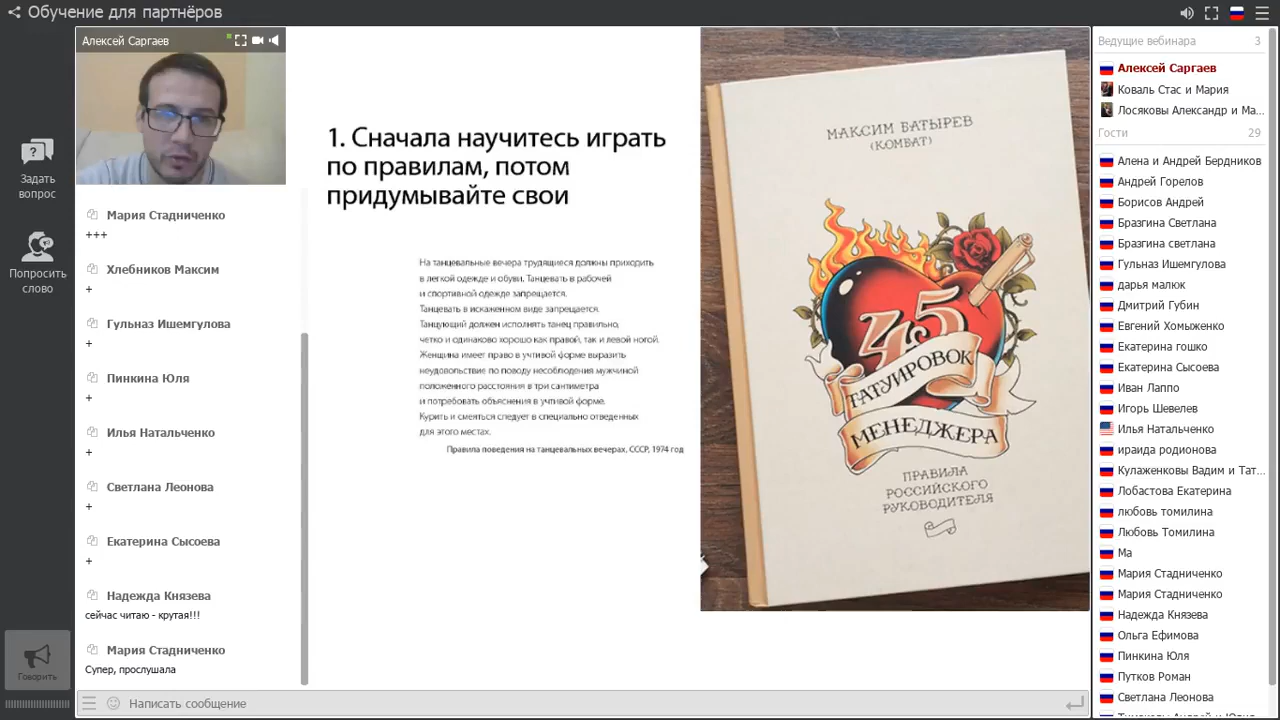 Обучение для партнёров
Задать
вопрос
Попросить
слово
Говорить
Алексей Саргаев
Мария Стадниченко
+++
Хлебников Максим
+
Гульназ Ишемгулова
+
Пинкина Юля
+
Илья Натальченко
+
Светлана Леонова
+
Екатерина Сысоева
+
Надежда Князева
сейчас читаю - крутая!!!
Мария Стадниченко
Супер, прослушала
Написать сообщение
1. Сначала научитесь играть
по правилам, потом
придумывайте свои
На танцевальные вечера трудящиеся должны приходить
в легкой одежде и обуви. Танцевать в рабочей
и спортивной одежде запрещается.
Танцевать в искаженном виде запрещается.
Танцующий должен исполнять танец правильно,
четко и одинаково хорошо как правой, так и левой ногой.
Женщина имеет право в учтивой форме выразить
неудовольствие по поводу несоблюдения мужчиной
положенного расстояния в три сантиметра
и потребовать объяснения в учтивой форме.
Курить и смеяться следует в специально отведенных
для этого местах.
Правила поведения на танцевальных вечерах, СССР, 1974 год
МАКСИМ БАТЫРЕВ
(КОМБАТ)
45
ТАТУИРОВОК
МЕНЕДЖЕРА
ПРАВИЛА
РОССИЙСКОГО
РУКОВОДИТЕЛЯ
Ведущие вебинара 3
Алексей Саргаев
Коваль Стас и Мария
Лосяковы Александр и Ма...
Гости 29
Алена и Андрей Бердников
Андрей Горелов
Борисов Андрей
Бразгина Светлана
Бразгина светлана
Гульназ Ишемгулова
дарья малюк
Дмитрий Губин
Евгений Хомыженко
Екатерина гошко
Екатерина Сысоева
Иван Лаппо
Игорь Шевелев
Илья Натальченко
ираида родионова
Кулаженковы Вадим и Тат...
Лобастова Екатерина
любовь томилина
Любовь Томилина
Ма
Мария Стадниченко
Мария Стадниченко
Надежда Князева
Ольга Ефимова
Пинкина Юля
Путков Роман
Светлана Леонова